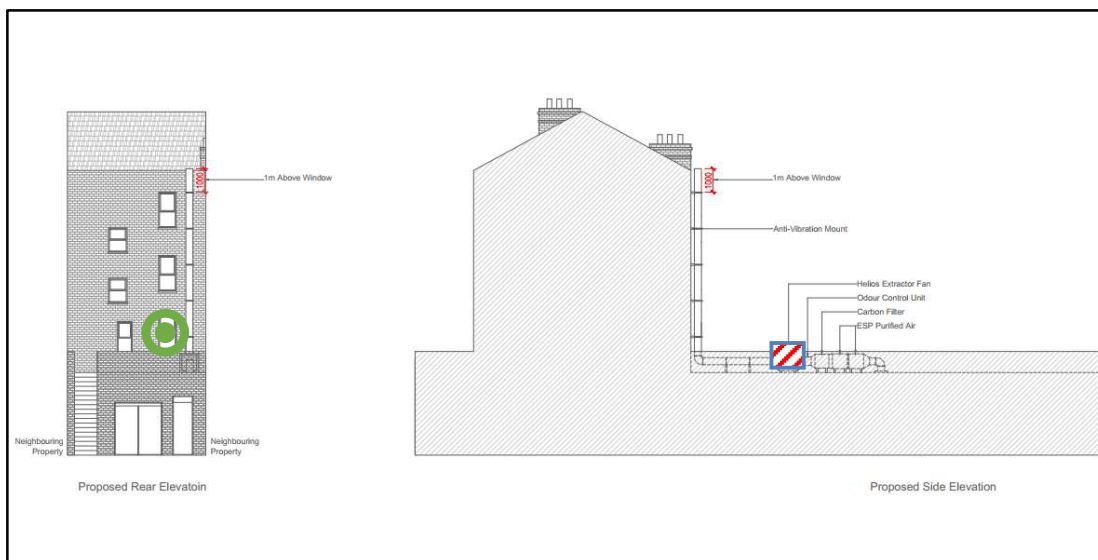 1000
1m Above Window
Neighbouring
Property
Neighbouring
Property
Proposed Rear Elevatoin
1000
1m Above Window
Anti-Vibration Mount
Helios Extractor Fan
Odour Control Unit
Carbon Filter
ESP Purified Air
Proposed Side Elevation